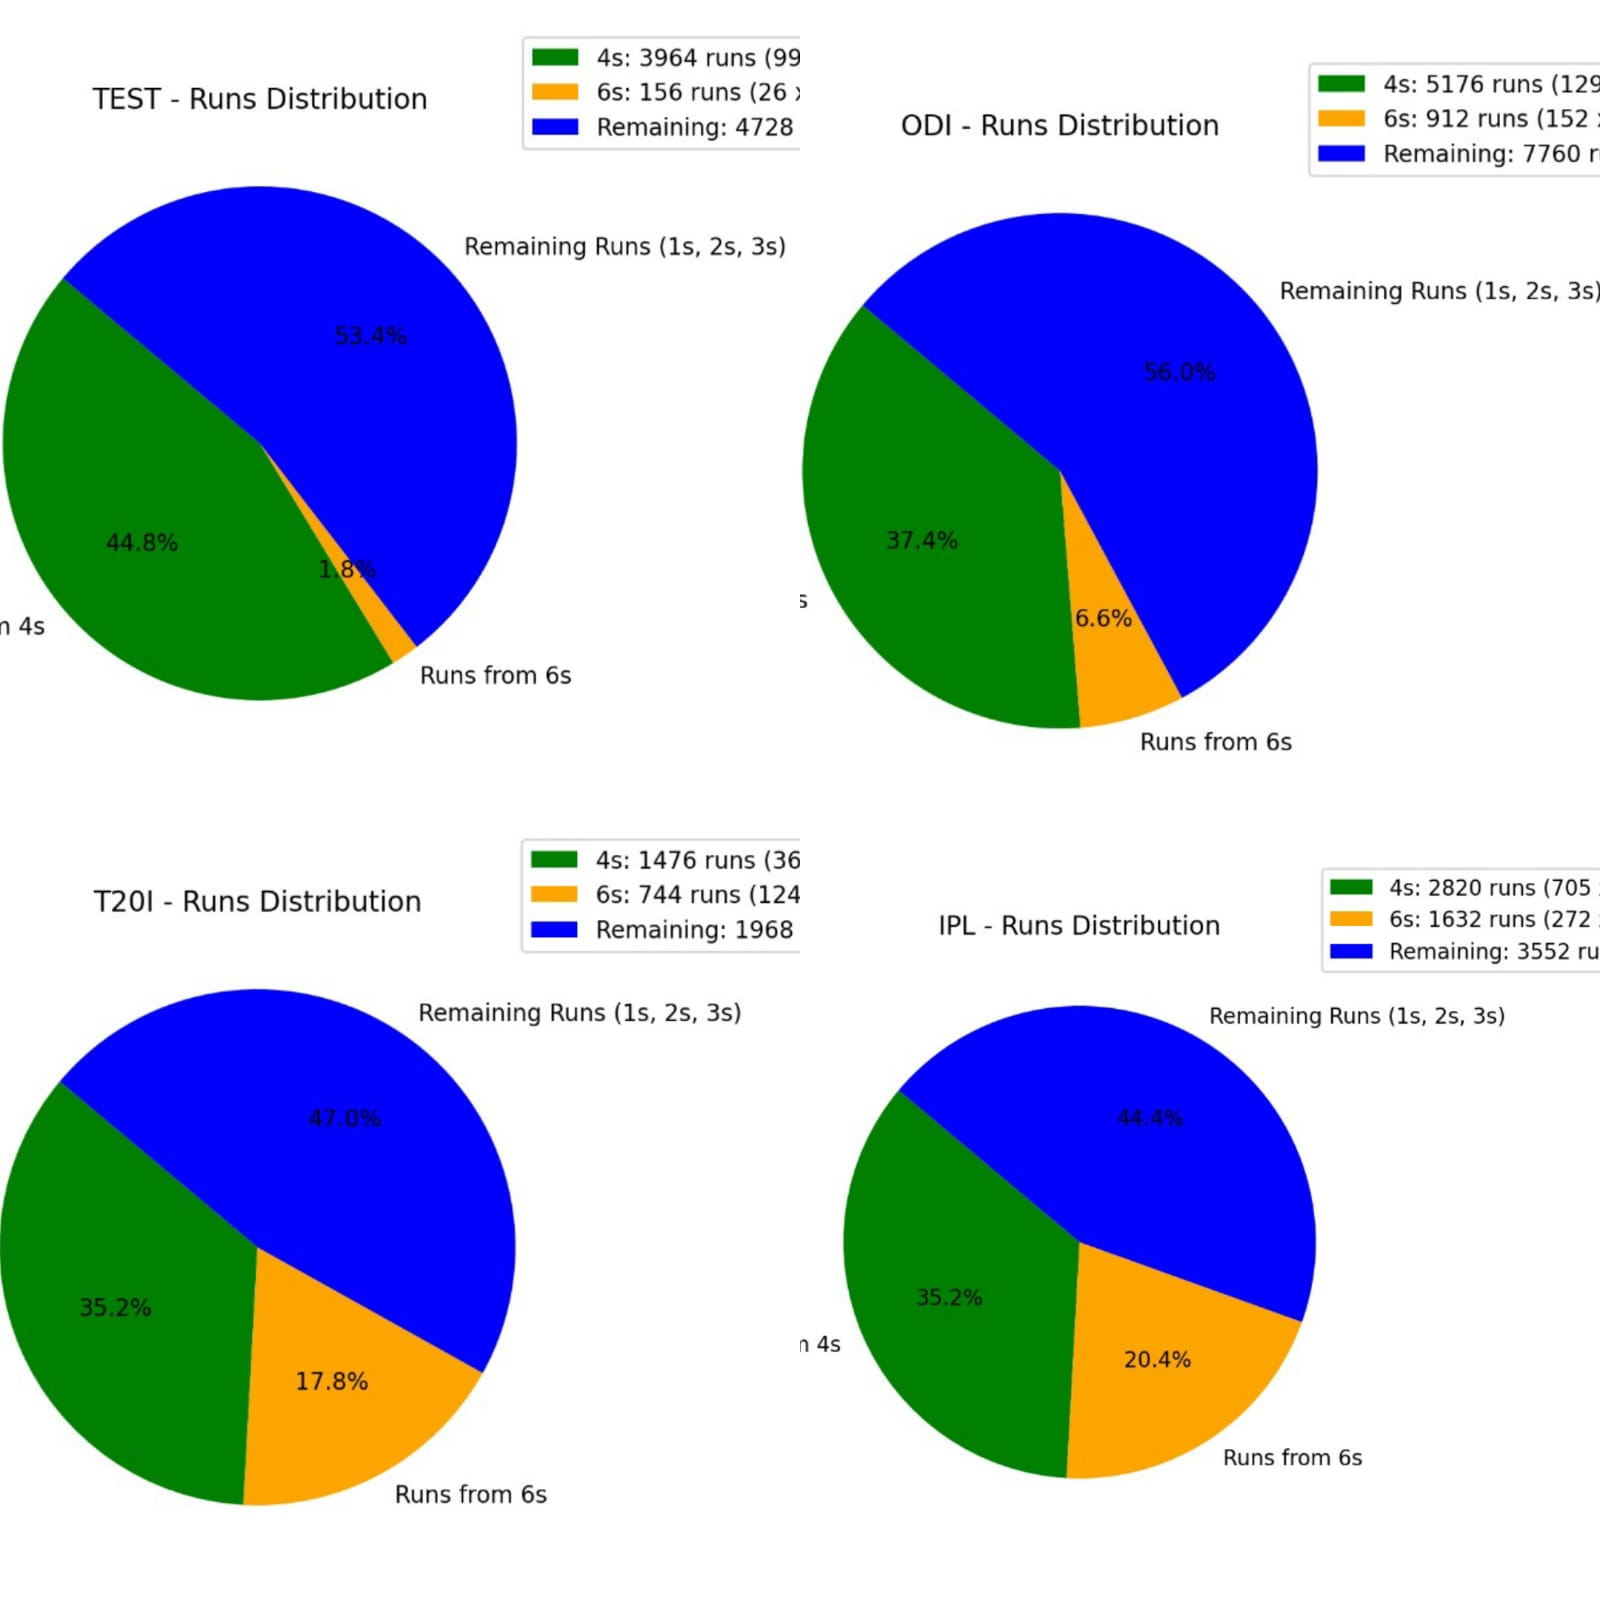 TEST - Runs Distribution
4s: 3964 runs (99
6s: 156 runs (26 x
Remaining: 4728
Remaining Runs (1s, 2s, 3s)
53.4%
44.8%
1.8%
m 4s
Runs from 6s
ODI - Runs Distribution
4s: 5176 runs (129
6s: 912 runs (152 x
Remaining: 7760 ru
Remaining Runs (1s, 2s, 3s)
56.0%
37.4%
6.6%
s
Runs from 6s
T20I - Runs Distribution
4s: 1476 runs (36
6s: 744 runs (124
Remaining: 1968
Remaining Runs (1s, 2s, 3s)
47.0%
35.2%
17.8%
Runs from 6s
IPL - Runs Distribution
4s: 2820 runs (705
6s: 1632 runs (272
Remaining: 3552 ru
Remaining Runs (1s, 2s, 3s)
44.4%
35.2%
20.4%
m 4s
Runs from 6s